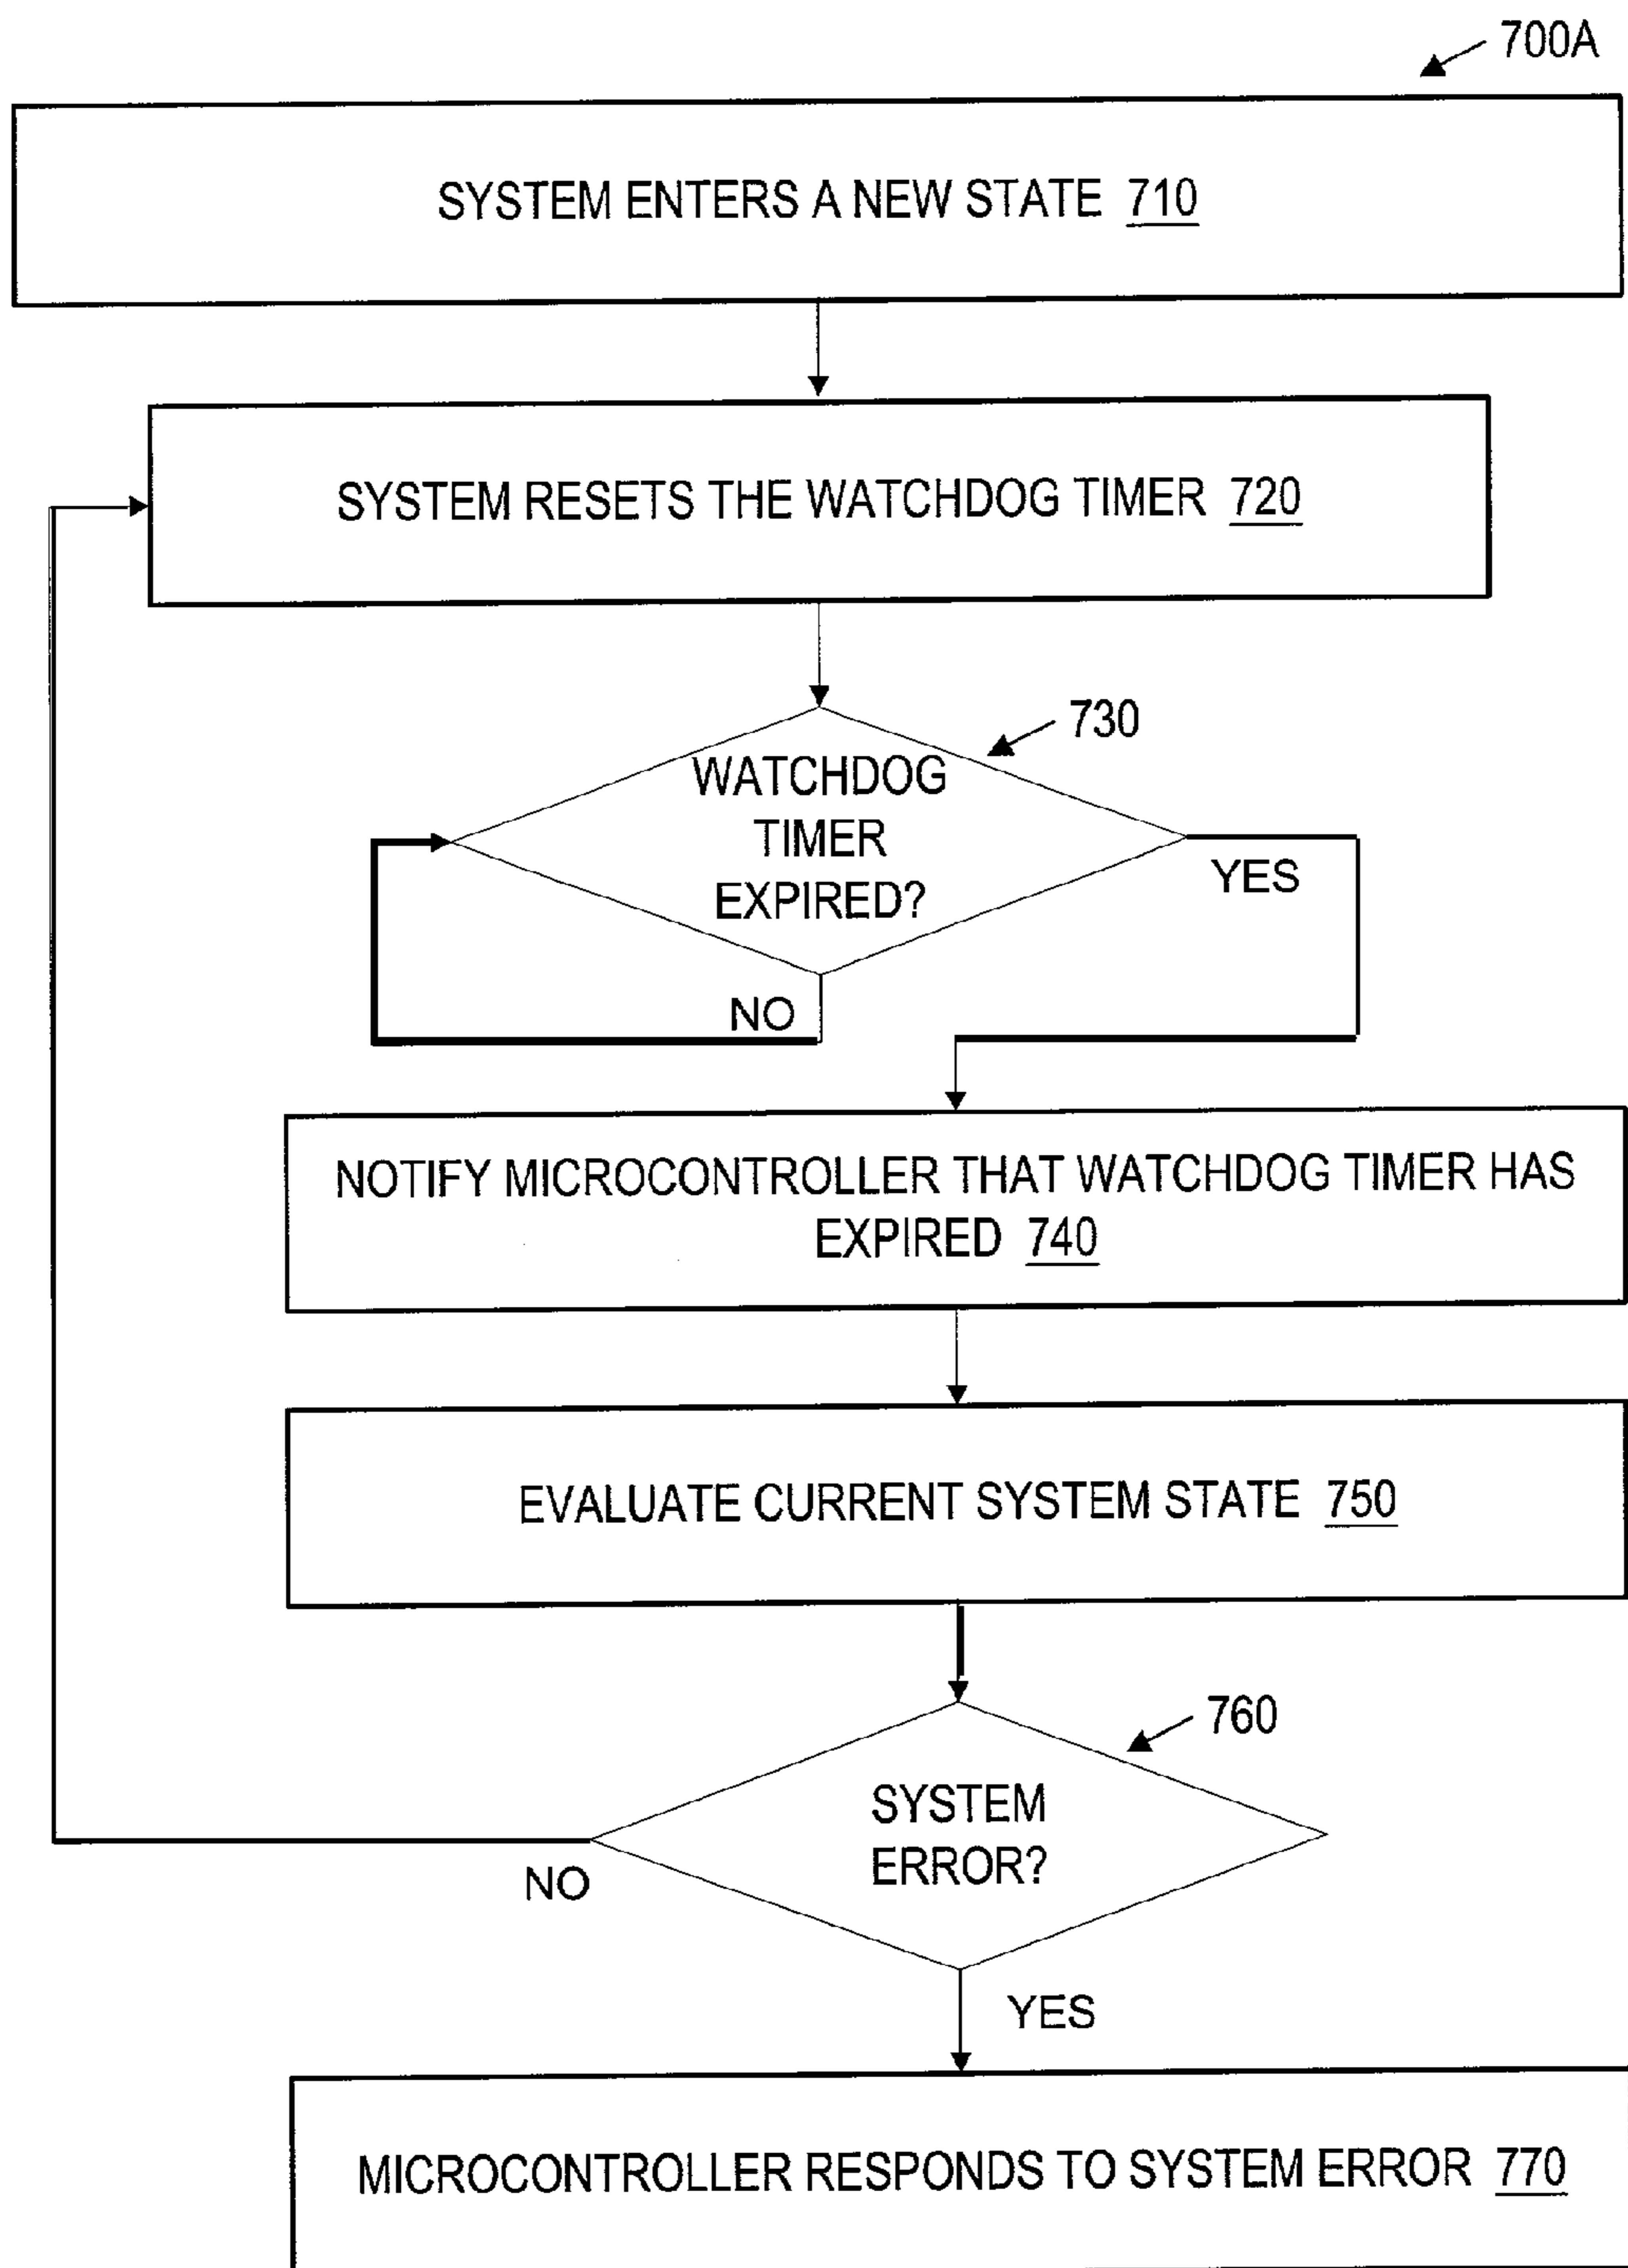 700A
SYSTEM ENTERS A NEW STATE 710
SYSTEM RESETS THE WATCHDOG TIMER 720
730
WATCHDOG
TIMER
EXPIRED?
YES
NO
NOTIFY MICROCONTROLLER THAT WATCHDOG TIMER HAS
EXPIRED 740
EVALUATE CURRENT SYSTEM STATE 750
760
SYSTEM
ERROR?
NO
YES
MICROCONTROLLER RESPONDS TO SYSTEM ERROR 770